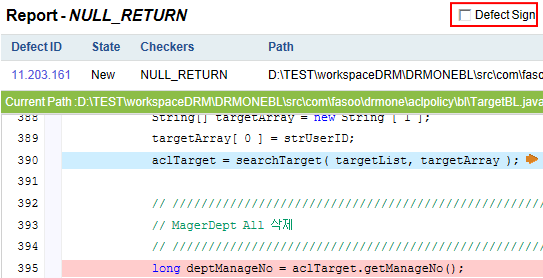 Report - NULL_RETURN
Defect Sign
Defect ID State Checkers Path
11.203.161 New NULL_RETURN D:\TEST\workspaceDRM\DRMONEBL\src\com\fasoo
Current Path :D:\TEST\workspaceDRM\DRMONEBL\src\com\fasoo\drmone\aclpolicy\bl\TargetBL.java
388 String[] targetArray = new String [ 1 ];
389 targetArray[ 0 ] = strUserID;
390 aclTarget = searchTarget( targetList, targetArray );
391
392 // //////////////////////////////////////////////////
393 // MagerDept All 삭제
394 // //////////////////////////////////////////////////
395 long deptManageNo = aclTarget.getManageNo();